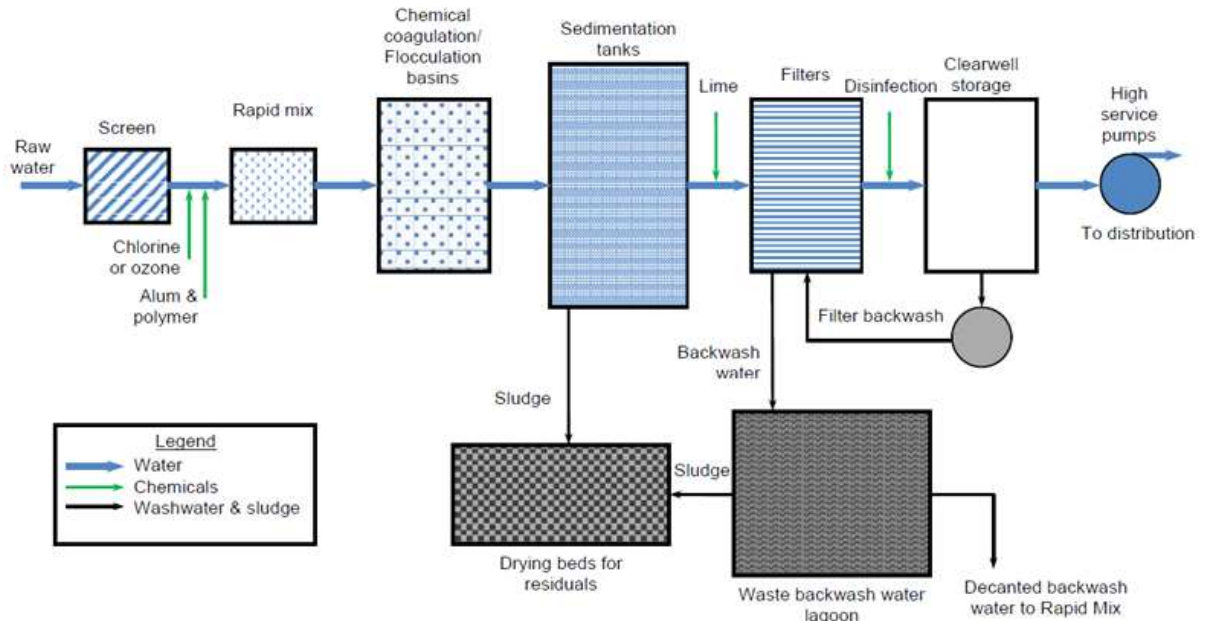 Chemical
coagulation/
Flocculation
basins
Sedimentation
tanks
Lime
Filters
Disinfection
Clearwell
storage
High
service
pumps
Rapid mix
Screen
Raw
water
Chlorine
or ozone
Alum &
polymer
To distribution
Filter backwash
Backwash
water
Sludge
Sludge
Legend
Water
Chemicals
Washwater & sludge
Drying beds for
residuals
Waste backwash water
lagoon
Decanted backwash
water to Rapid Mix